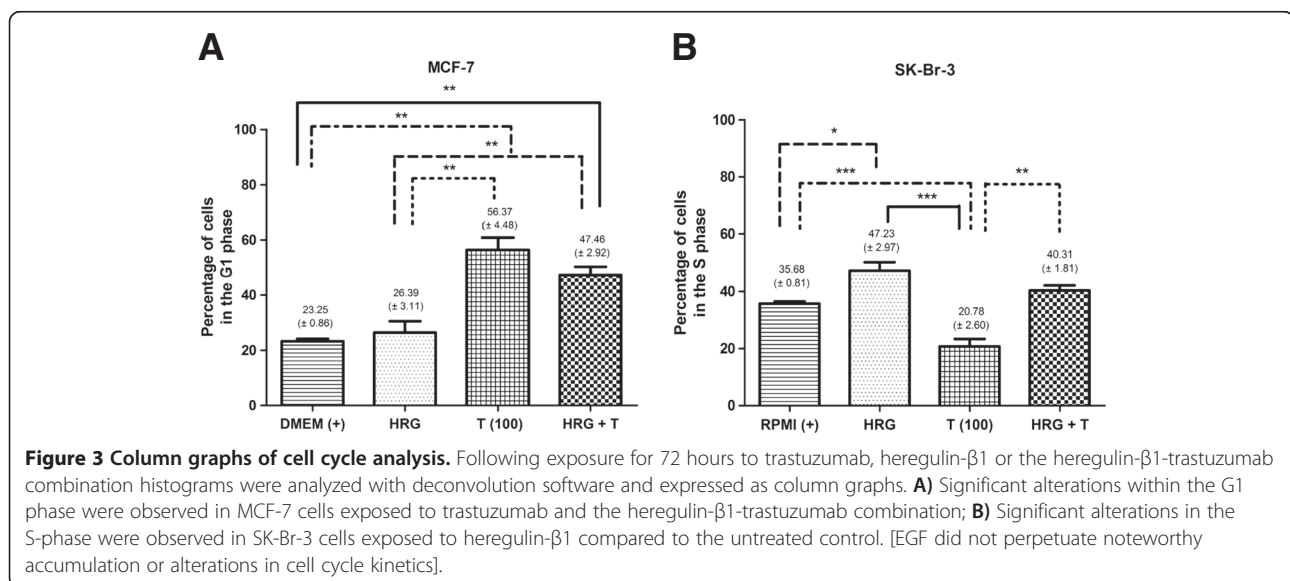 A
MCF-7
Percentage of cells
in the G1 phase
100
80
60
40
20
0
**
**
**
**
23.25
(± 0.86)
26.39
(± 3.11)
56.37
(± 4.48)
47.46
(± 2.92)
DMEM (+)
HRG
T (100)
HRG + T
B
SK-Br-3
Percentage of cells
in the S phase
100
80
60
40
20
0
*
***
**
***
35.68
(± 0.81)
47.23
(± 2.97)
20.78
(± 2.60)
40.31
(± 1.81)
RPMI (+)
HRG
T (100)
HRG + T
Figure 3 Column graphs of cell cycle analysis. Following exposure for 72 hours to trastuzumab, heregulin-β1 or the heregulin-β1-trastuzumab
combination histograms were analyzed with deconvolution software and expressed as column graphs. A) Significant alterations within the G1
phase were observed in MCF-7 cells exposed to trastuzumab and the heregulin-β1-trastuzumab combination; B) Significant alterations in the
S-phase were observed in SK-Br-3 cells exposed to heregulin-β1 compared to the untreated control. [EGF did not perpetuate noteworthy
accumulation or alterations in cell cycle kinetics].